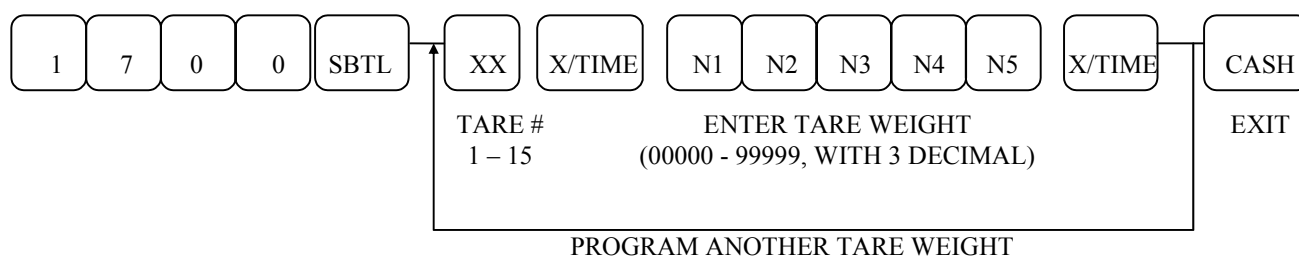 1 7 0 0 SBTL XX X/TIME N1 N2 N3 N4 N5 X/TIME CASH
TARE # ENTER TARE WEIGHT EXIT
1 – 15 (00000 - 99999, WITH 3 DECIMAL)
PROGRAM ANOTHER TARE WEIGHT